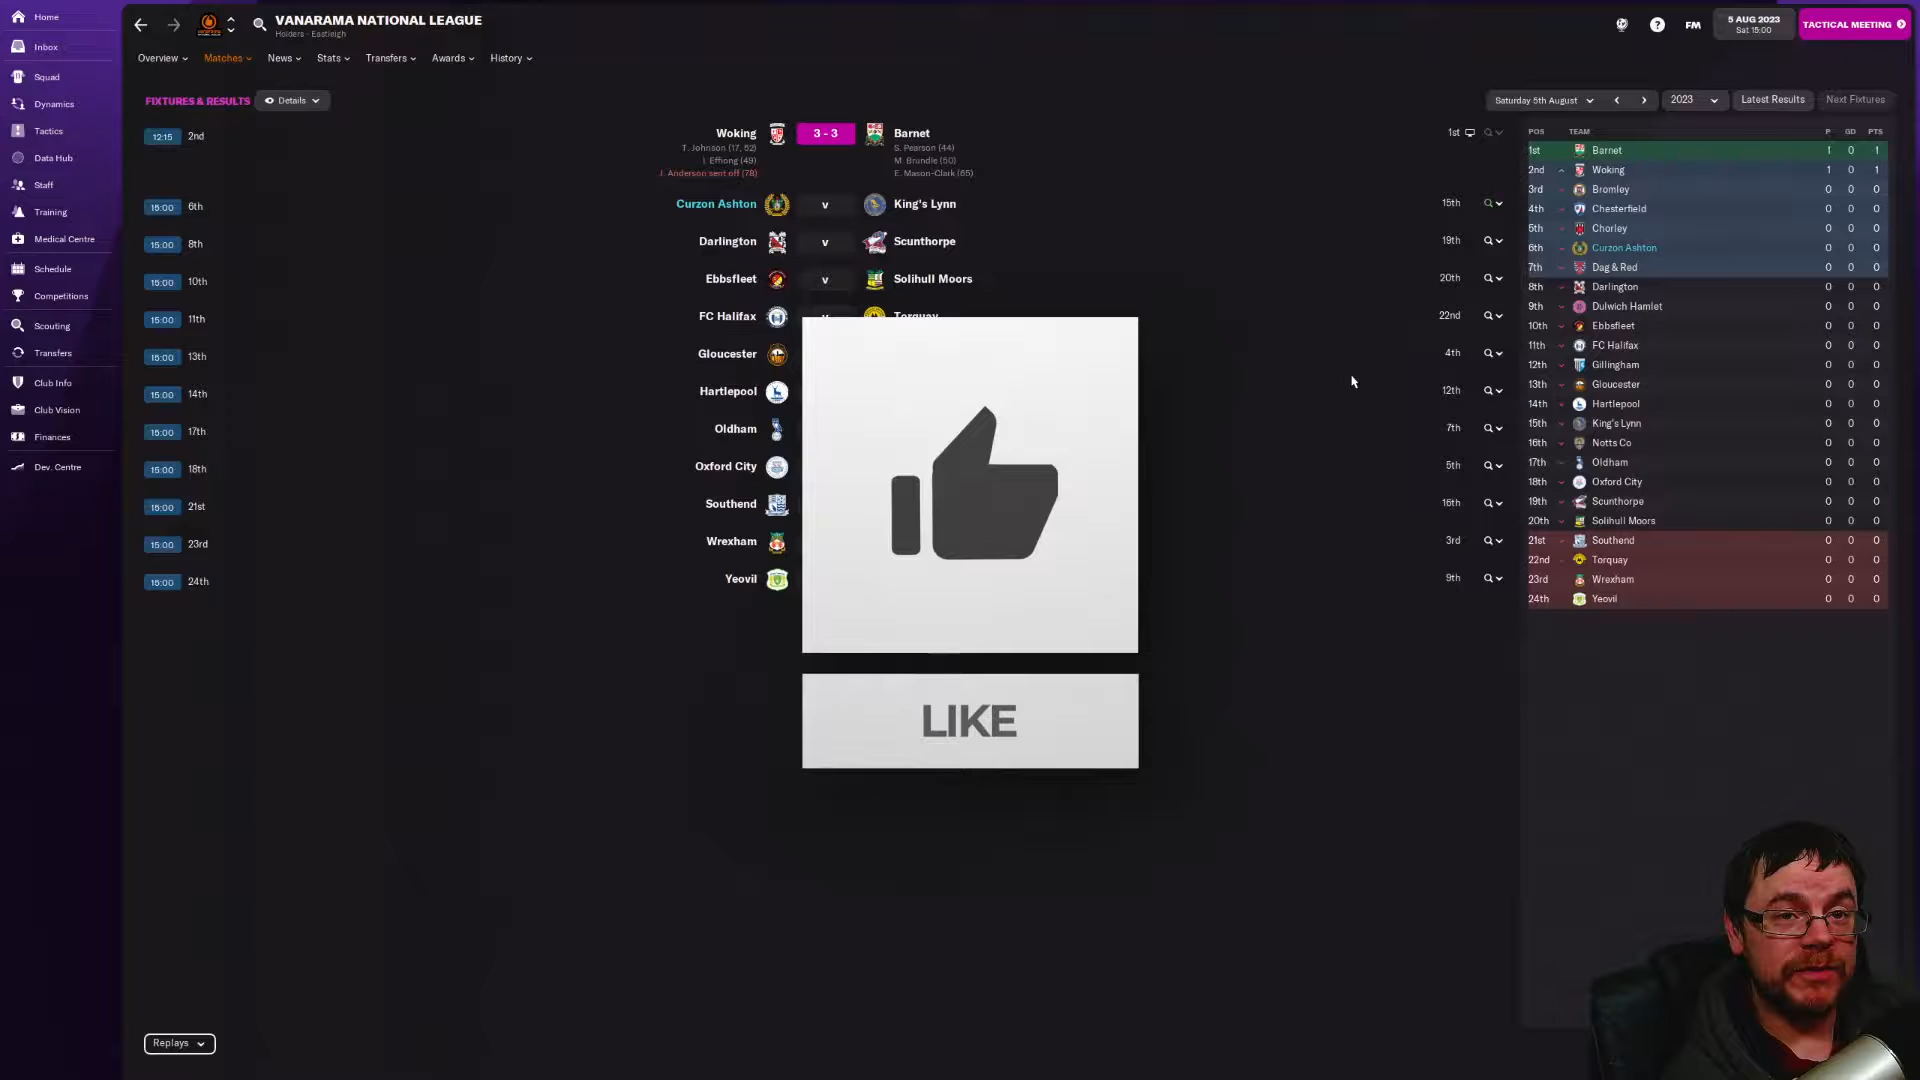 Home
Inbox
Squad
Dynamics
Tactics
Data Hub
Staff
Training
Medical Centre
Schedule
Competitions
Scouting
Transfers
Club Info
Club Vision
Finances
Dev. Centre
VANARAMA NATIONAL LEAGUE
Holders - Eastleigh
FM
5 AUG 2023
Sat 15:00
TACTICAL MEETING
Overview Matches News Stats Transfers Awards History
FIXTURES & RESULTS Details
Saturday 5th August 2023 Latest Results Next Fixtures
12:15 2nd Woking 3 - 3 Barnet 1st
T. Johnson (17, 52) S. Pearson (44)
I. Effiong (49) M. Brundle (50)
J. Anderson sent off (78) E. Mason-Clark (65)
15:00 6th Curzon Ashton v King's Lynn 15th
15:00 8th Darlington v Scunthorpe 19th
15:00 10th Ebbsfleet v Solihull Moors 20th
15:00 11th FC Halifax v Torquay 22nd
15:00 13th Gloucester 4th
15:00 14th Hartlepool 12th
15:00 17th Oldham 7th
15:00 18th Oxford City 5th
15:00 21st Southend 16th
15:00 23rd Wrexham 3rd
15:00 24th Yeovil 9th
LIKE
POS TEAM P GD PTS
1st Barnet 1 0 1
2nd Woking 1 0 1
3rd Bromley 0 0 0
4th Chesterfield 0 0 0
5th Chorley 0 0 0
6th Curzon Ashton 0 0 0
7th Dag & Red 0 0 0
8th Darlington 0 0 0
9th Dulwich Hamlet 0 0 0
10th Ebbsfleet 0 0 0
11th FC Halifax 0 0 0
12th Gillingham 0 0 0
13th Gloucester 0 0 0
14th Hartlepool 0 0 0
15th King's Lynn 0 0 0
16th Notts Co 0 0 0
17th Oldham 0 0 0
18th Oxford City 0 0 0
19th Scunthorpe 0 0 0
20th Solihull Moors 0 0 0
21st Southend 0 0 0
22nd Torquay 0 0 0
23rd Wrexham 0 0 0
24th Yeovil 0 0 0
Replays